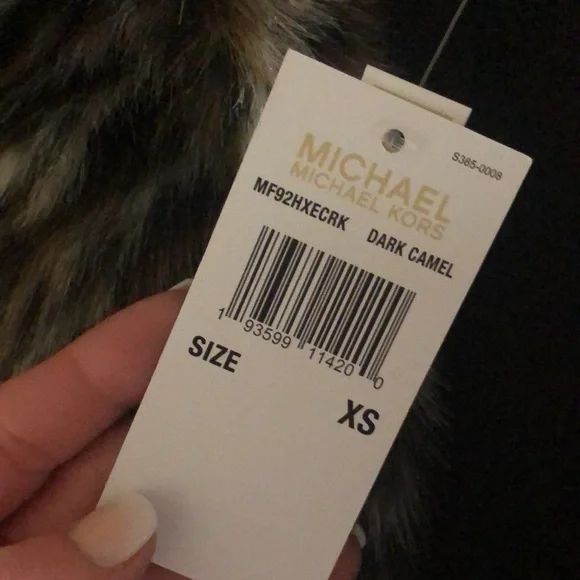 S385-0008
MICHAEL
MICHAEL KORS
MF92HXECRK DARK CAMEL
1 93599 11420 0
SIZE
XS